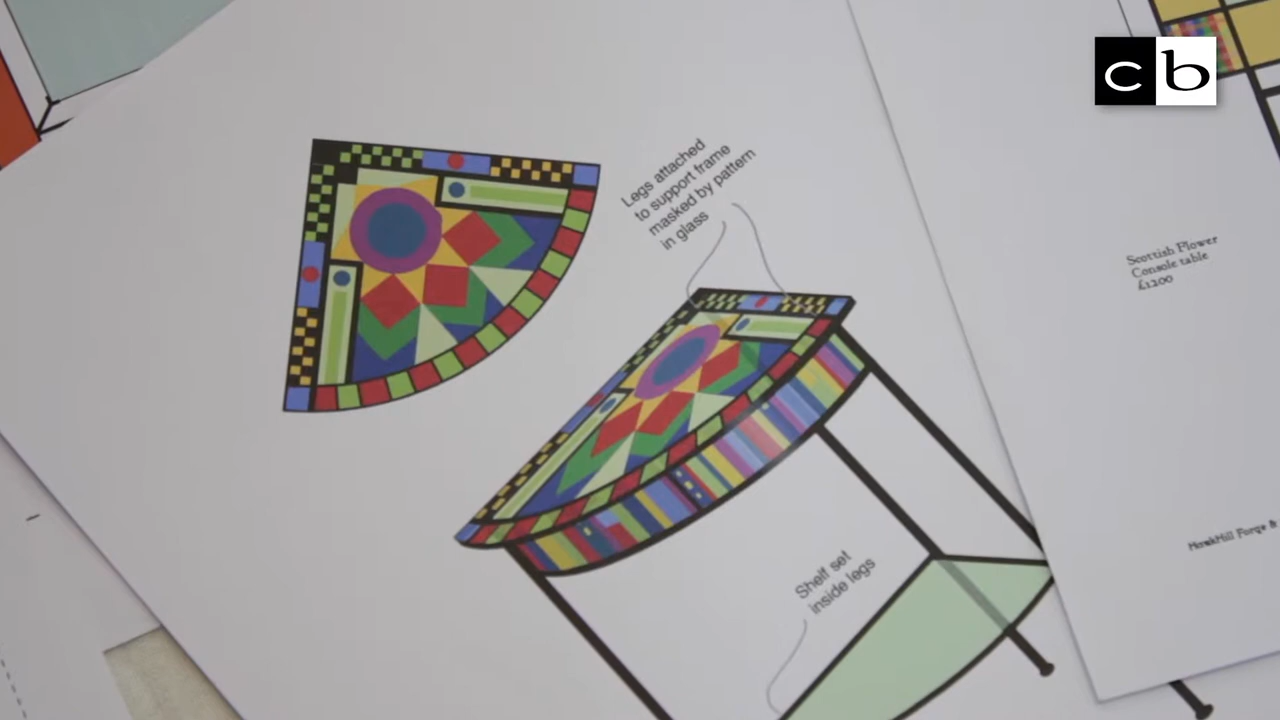 cb
Legs attached
to support frame
masked by pattern
in glass
Scottish Flower
Console table
£1200
Shelf set
inside legs
Forge &